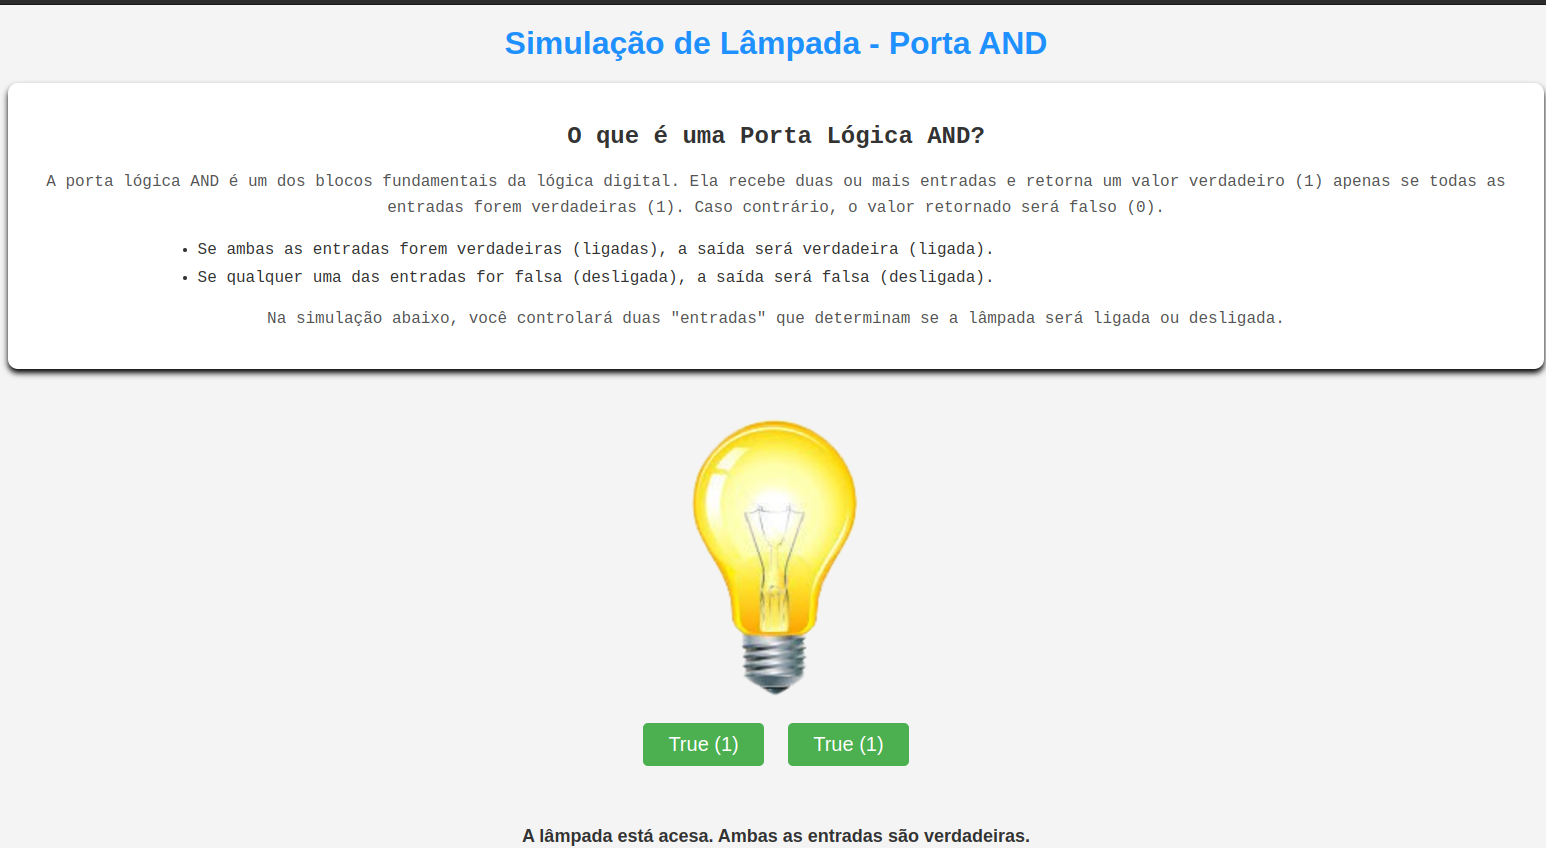 Simulação de Lâmpada - Porta AND
O que é uma Porta Lógica AND?
A porta lógica AND é um dos blocos fundamentais da lógica digital. Ela recebe duas ou mais entradas e retorna um valor verdadeiro (1) apenas se todas as
entradas forem verdadeiras (1). Caso contrário, o valor retornado será falso (0).
• Se ambas as entradas forem verdadeiras (ligadas), a saída será verdadeira (ligada).
• Se qualquer uma das entradas for falsa (desligada), a saída será falsa (desligada).
Na simulação abaixo, você controlará duas "entradas" que determinam se a lâmpada será ligada ou desligada.
True (1) True (1)
A lâmpada está acesa. Ambas as entradas são verdadeiras.